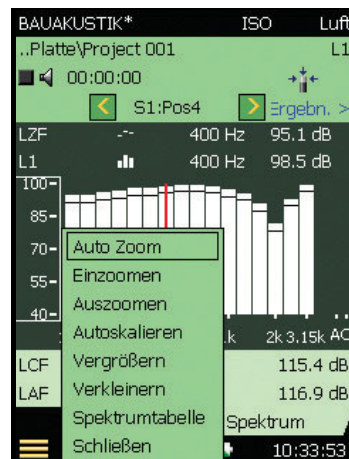 BAUAKUSTIK* ISO Luft
..Platte\Project 001 L1
00:00:00
< S1:Pos4 > Ergebn. >
LZF 400 Hz 95.1 dB
L1 400 Hz 98.5 dB
100
85
70
55
40
Auto Zoom
Einzoomen
Auszoomen
Autoskalieren
Vergrößern
Verkleinern
Spektrumtabelle
Schließen
.k 2k 3.15k AC
LCF 115.4 dB
LAF 116.9 dB
Spektrum
10:33:53